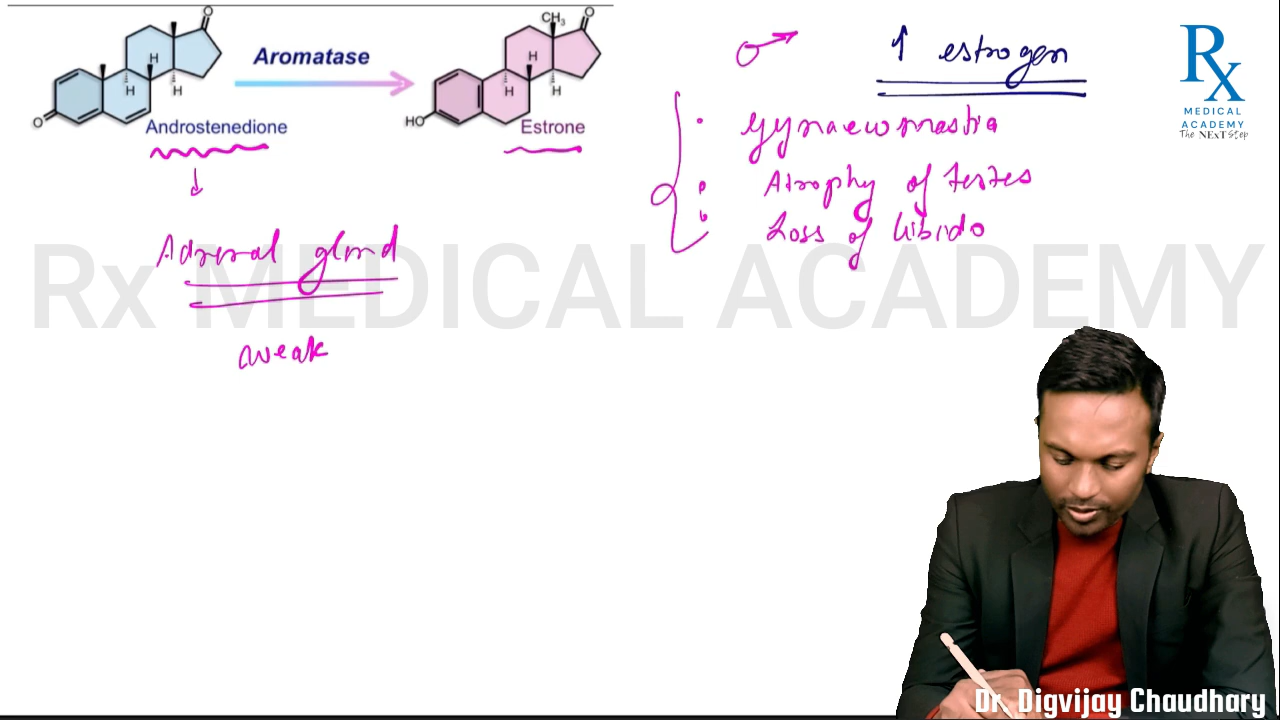 CH₃
O
O
Aromatase
H
H
H
H
H
H
O
HO
Androstenedione
Estrone
↑ estrogen
Gynaecomastia
Atrophy of testes
Loss of libido
Adrenal gland
weak
Rx
MEDICAL
ACADEMY
The NEXT Step
Rx MEDICAL ACADEMY
Dr. Digvijay Chaudhary